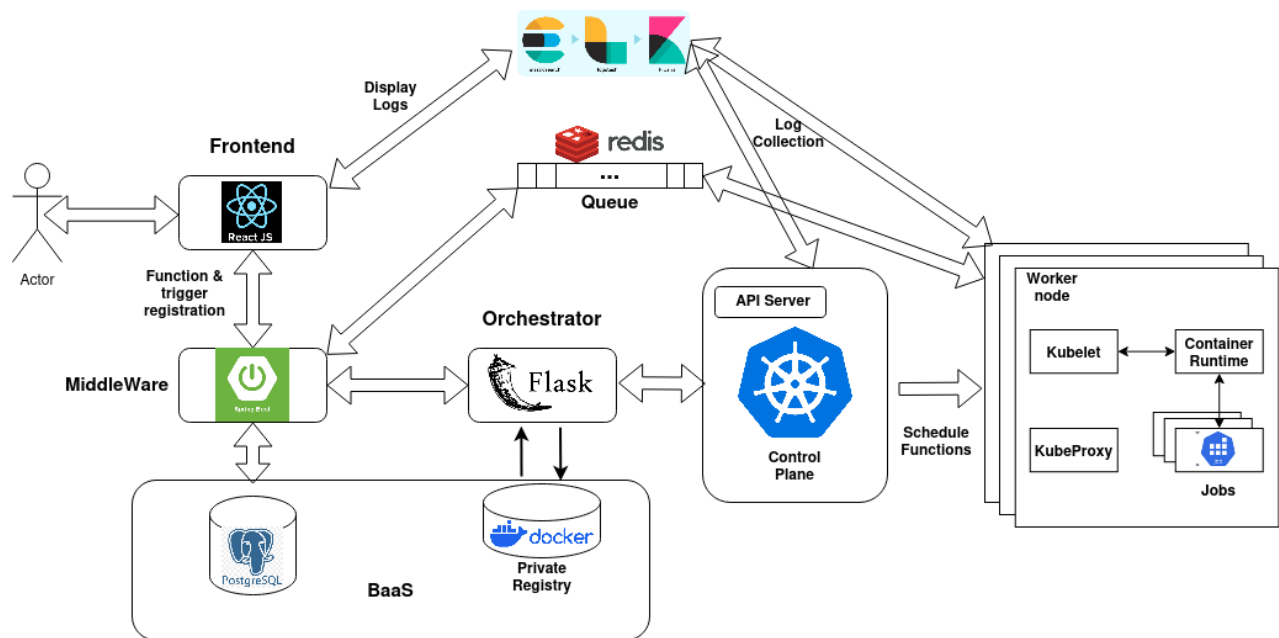 Display
Logs
Log
Collection
redis
...
Queue
Frontend
React JS
Actor
Function &
trigger
registration
MiddleWare
Spring Boot
Orchestrator
Flask
API Server
Control
Plane
Schedule
Functions
Worker
node
Kubelet
Container
Runtime
KubeProxy
Jobs
PostgreSQL
docker
Private
Registry
BaaS